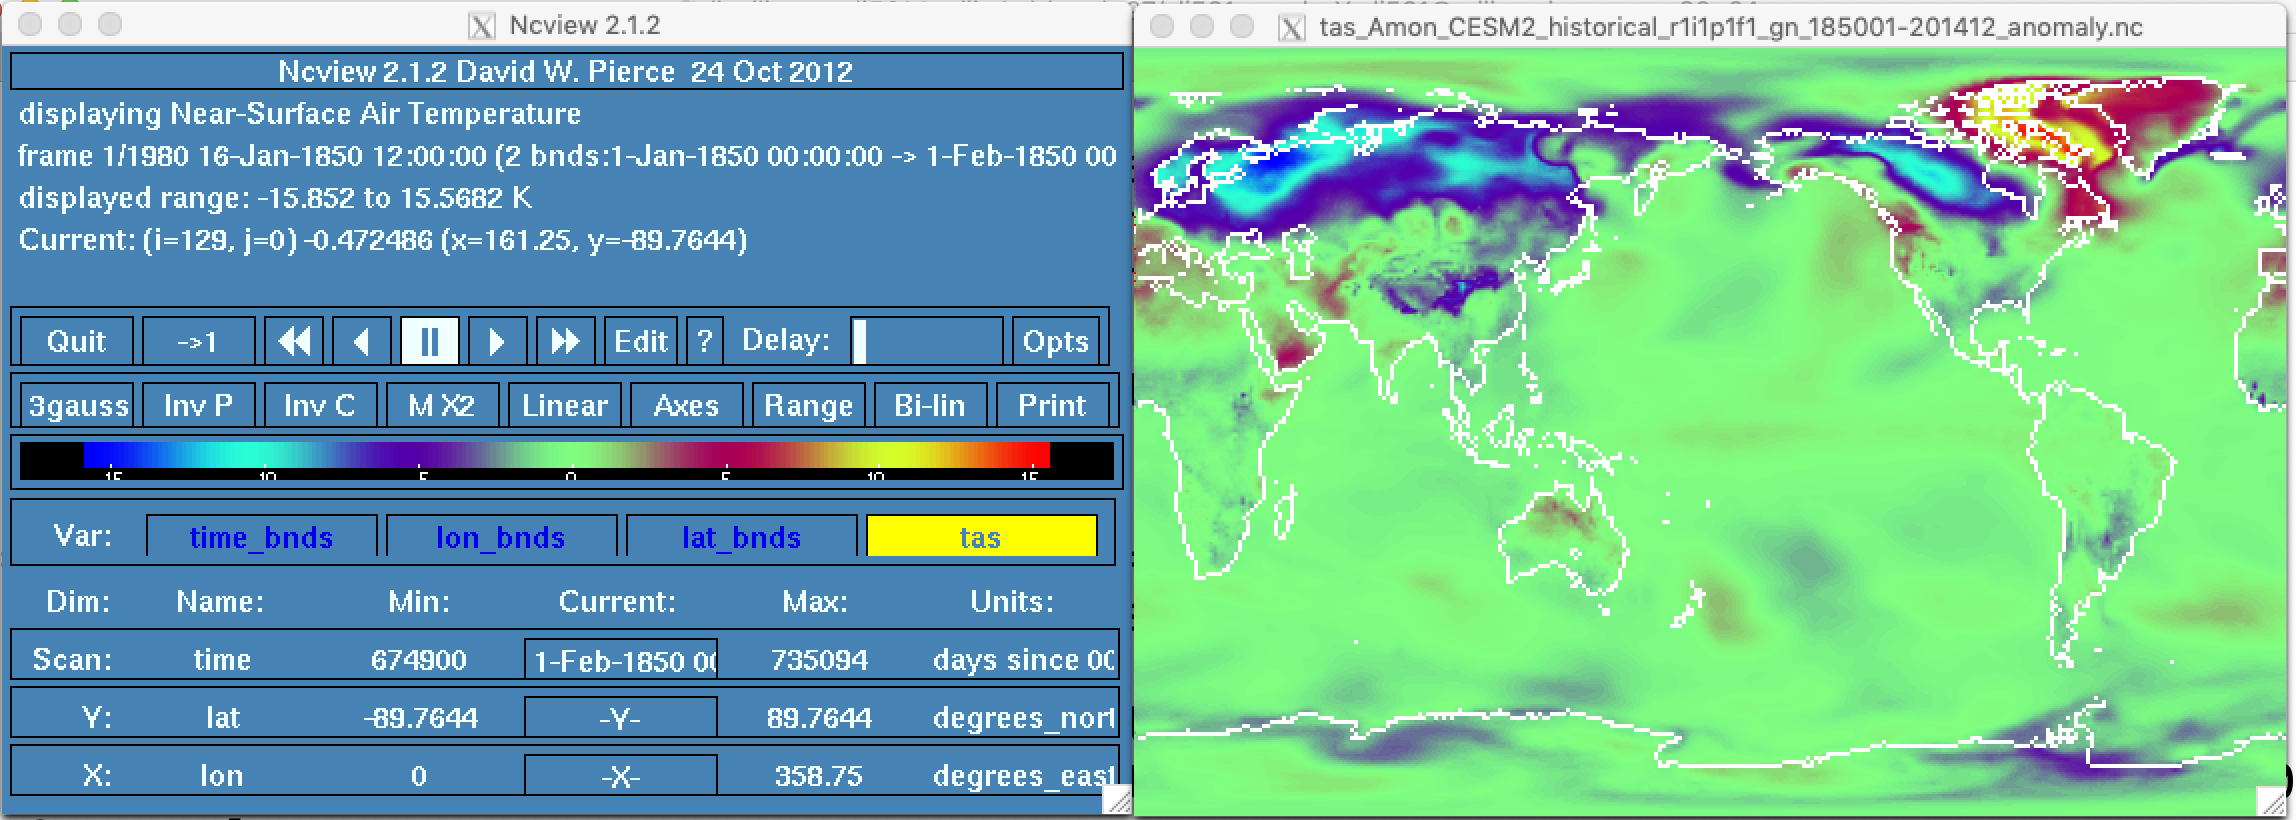 Ncview 2.1.2
Ncview 2.1.2 David W. Pierce 24 Oct 2012
displaying Near-Surface Air Temperature
frame 1/1980 16-Jan-1850 12:00:00 (2 bnds:1-Jan-1850 00:00:00 -> 1-Feb-1850 00
displayed range: -15.852 to 15.5682 K
Current: (i=129, j=0) -0.472486 (x=161.25, y=-89.7644)
Quit ->1 Edit ? Delay: Opts
3gauss Inv P Inv C M X2 Linear Axes Range Bi-lin Print
-15 -10 -5 0 5 10 15
Var: time_bnds lon_bnds lat_bnds tas
Dim: Name: Min: Current: Max: Units:
Scan: time 674900 1-Feb-1850 00 735094 days since 00
Y: lat -89.7644 -Y- 89.7644 degrees_nort
X: lon 0 -X- 358.75 degrees_east
tas_Amon_CESM2_historical_r1i1p1f1_gn_185001-201412_anomaly.nc